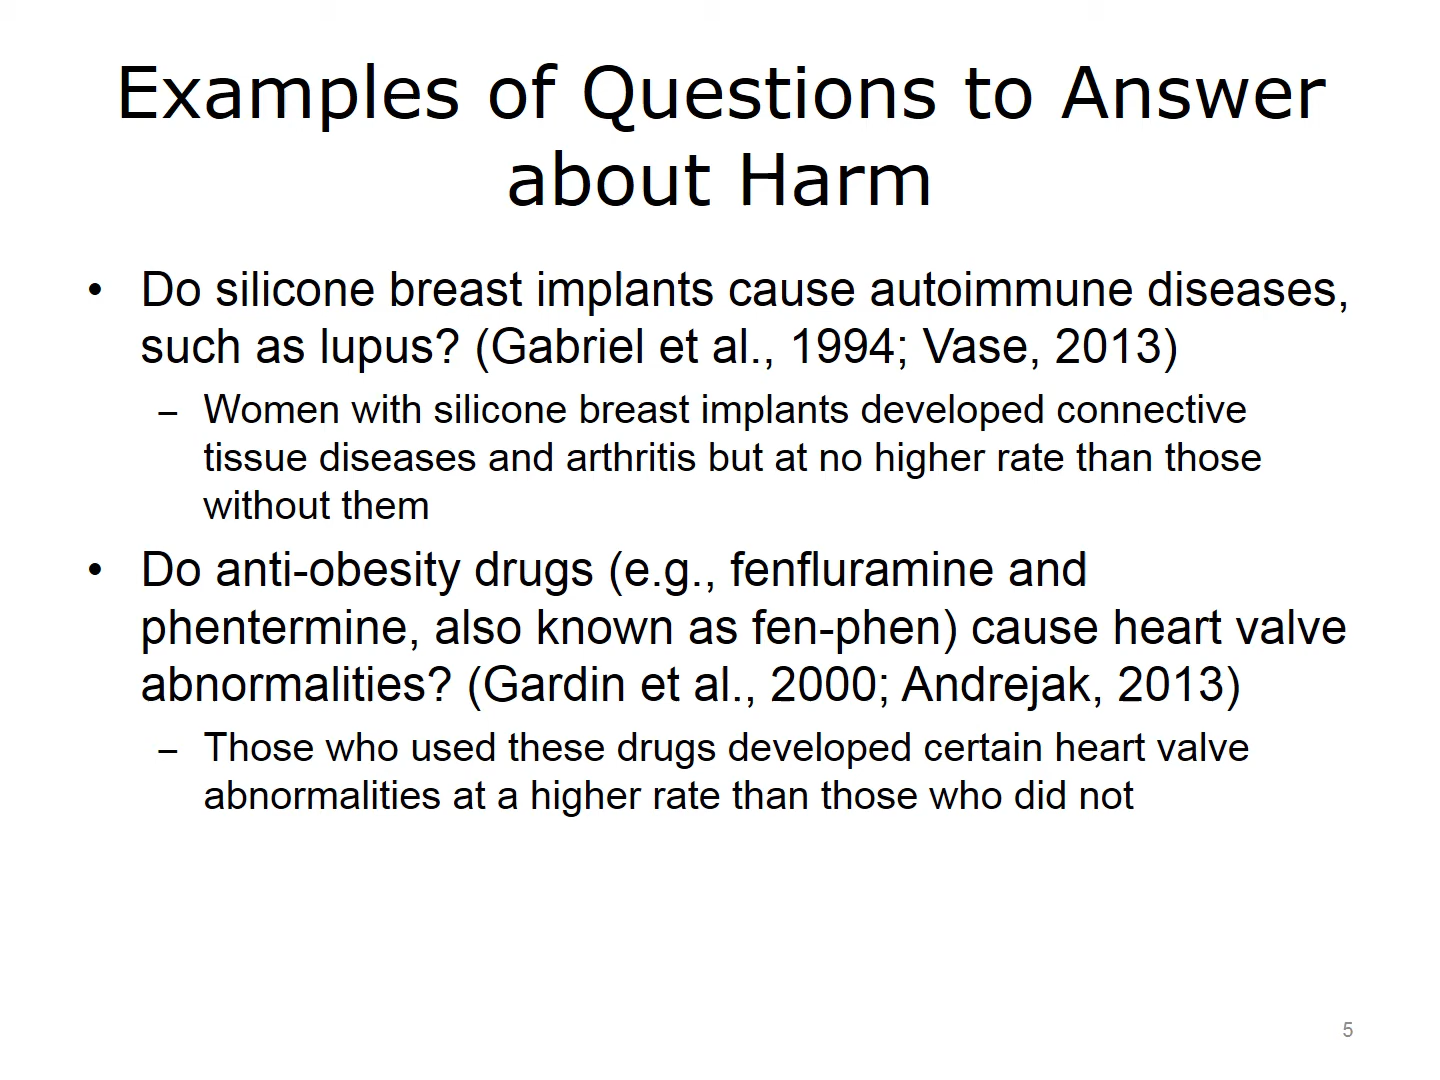 Examples of Questions to Answer
about Harm
• Do silicone breast implants cause autoimmune diseases,
such as lupus? (Gabriel et al., 1994; Vase, 2013)
– Women with silicone breast implants developed connective
tissue diseases and arthritis but at no higher rate than those
without them
• Do anti-obesity drugs (e.g., fenfluramine and
phentermine, also known as fen-phen) cause heart valve
abnormalities? (Gardin et al., 2000; Andrejak, 2013)
– Those who used these drugs developed certain heart valve
abnormalities at a higher rate than those who did not
5